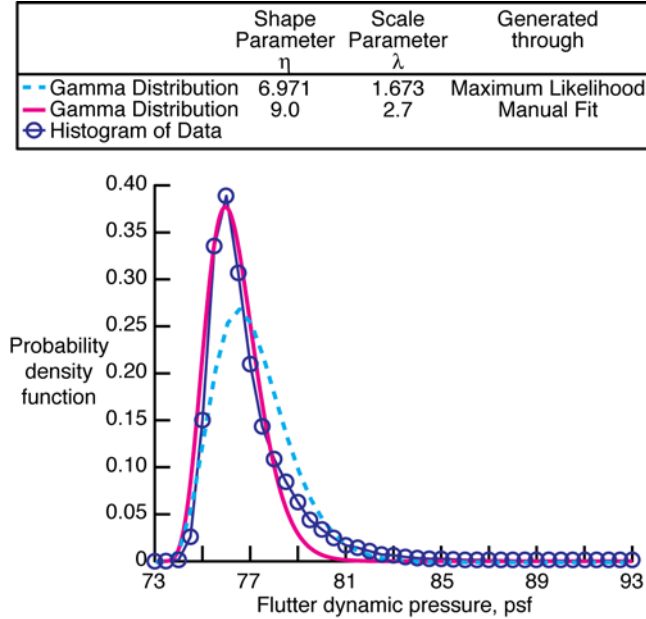 Shape Scale Generated
Parameter Parameter through
η λ
Gamma Distribution 6.971 1.673 Maximum Likelihood
Gamma Distribution 9.0 2.7 Manual Fit
Histogram of Data
0.40
0.35
0.30
0.25
Probability
density
function
0.20
0.15
0.10
0.05
0
73 77 81 85 89 93
Flutter dynamic pressure, psf